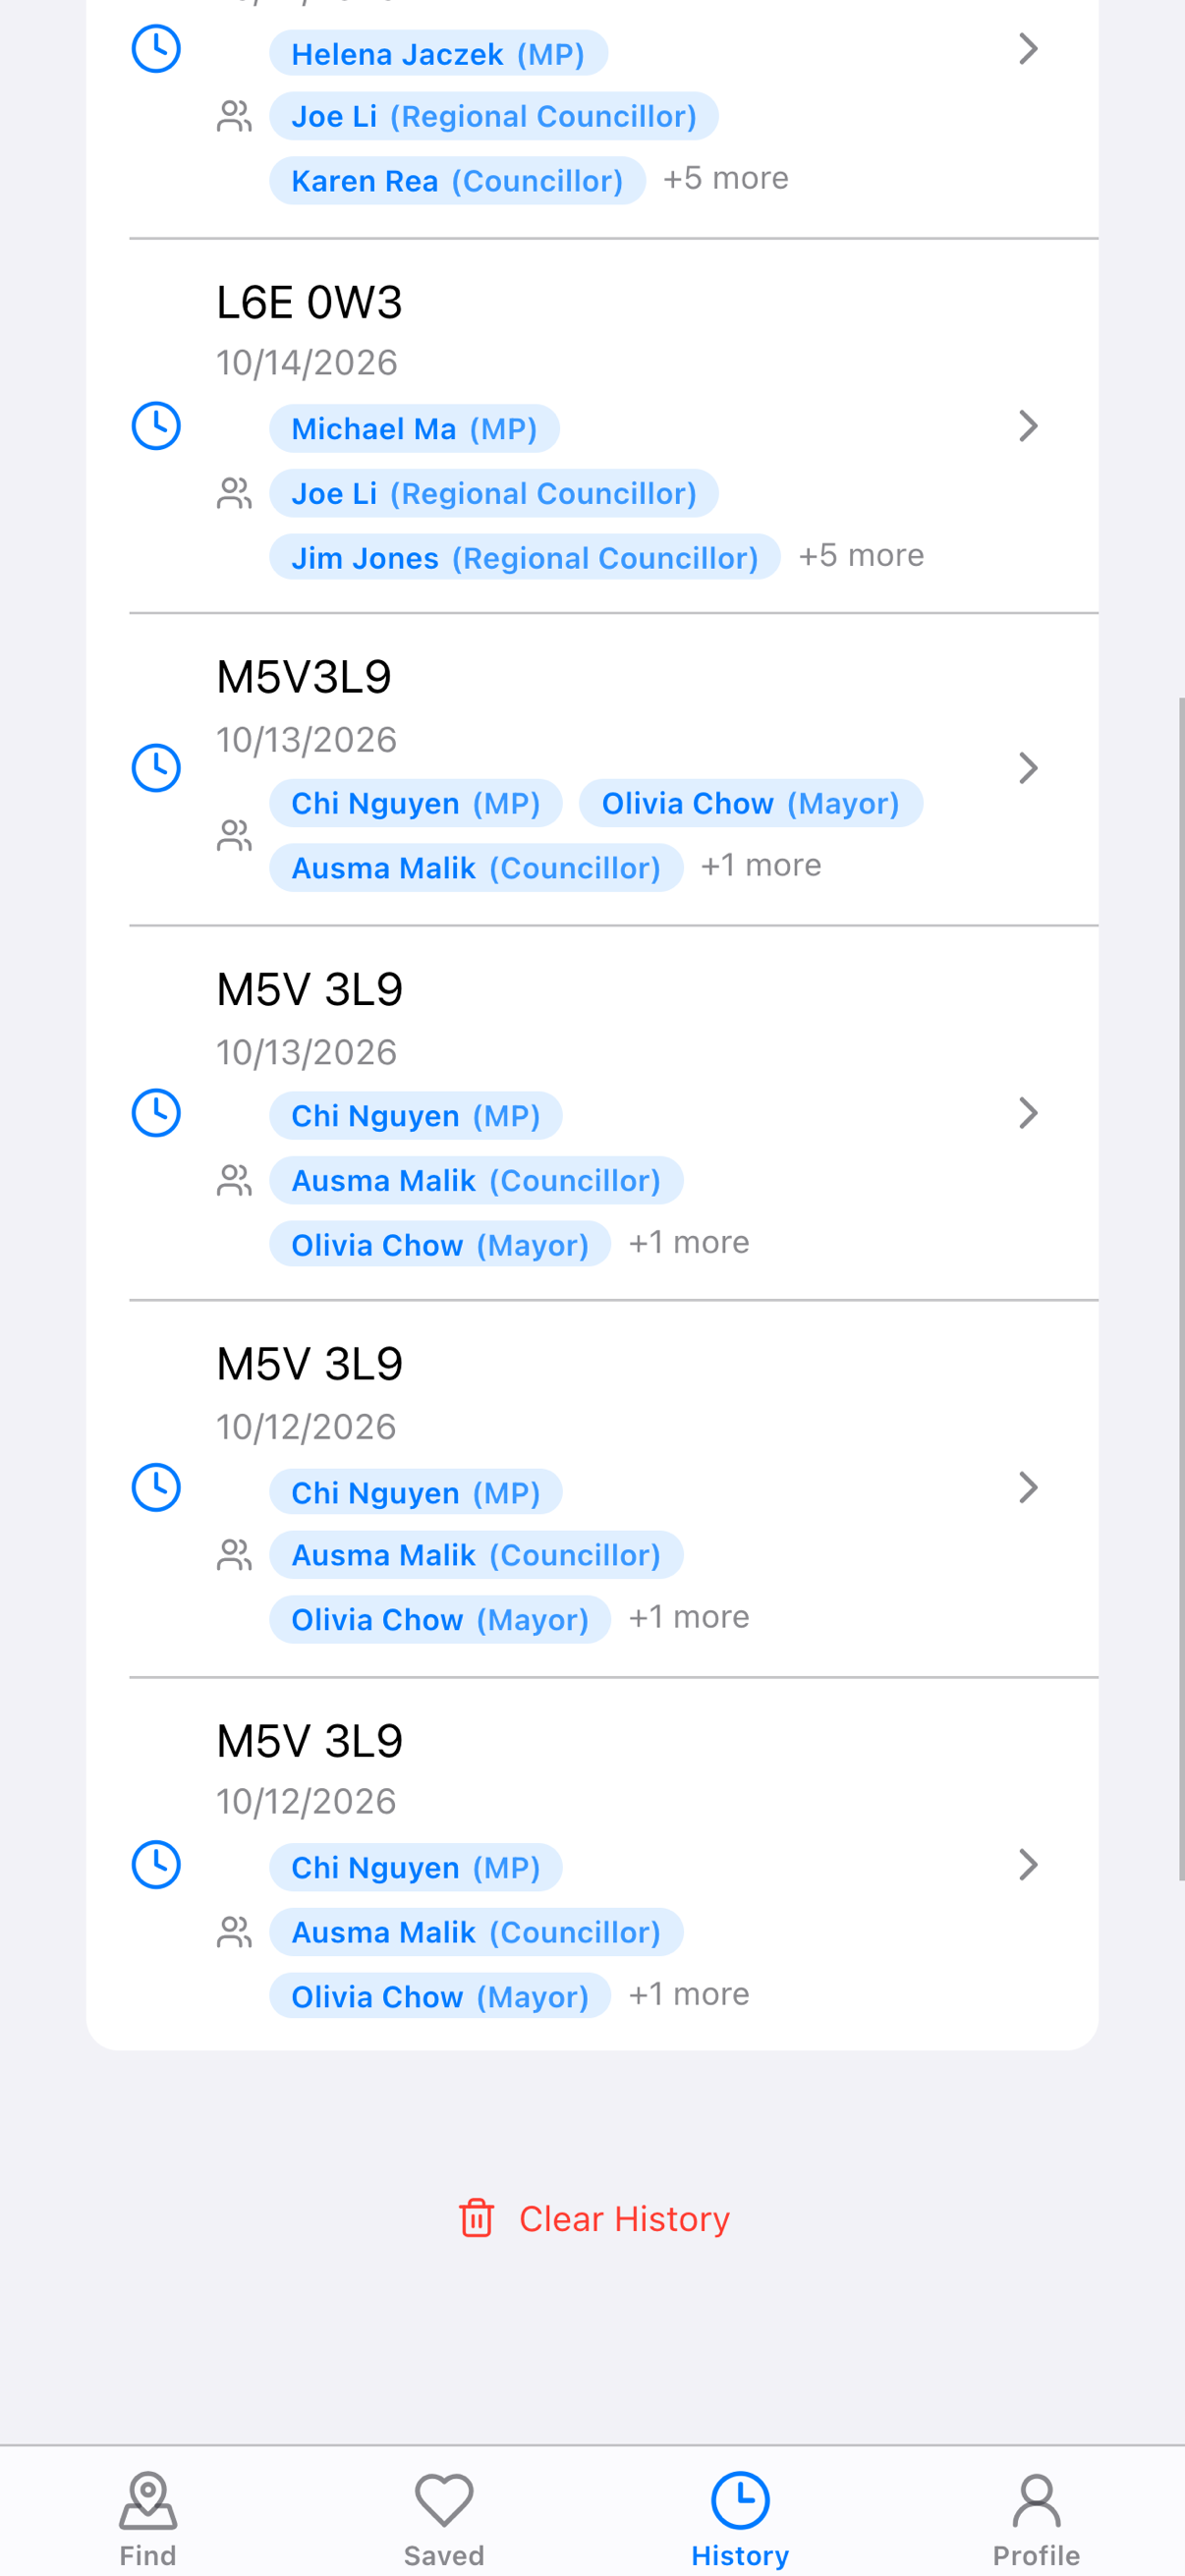 Helena Jaczek (MP)
Joe Li (Regional Councillor)
Karen Rea (Councillor) +5 more
L6E 0W3
10/14/2026
Michael Ma (MP)
Joe Li (Regional Councillor)
Jim Jones (Regional Councillor) +5 more
M5V3L9
10/13/2026
Chi Nguyen (MP) Olivia Chow (Mayor)
Ausma Malik (Councillor) +1 more
M5V 3L9
10/13/2026
Chi Nguyen (MP)
Ausma Malik (Councillor)
Olivia Chow (Mayor) +1 more
M5V 3L9
10/12/2026
Chi Nguyen (MP)
Ausma Malik (Councillor)
Olivia Chow (Mayor) +1 more
M5V 3L9
10/12/2026
Chi Nguyen (MP)
Ausma Malik (Councillor)
Olivia Chow (Mayor) +1 more
Clear History
Find Saved History Profile